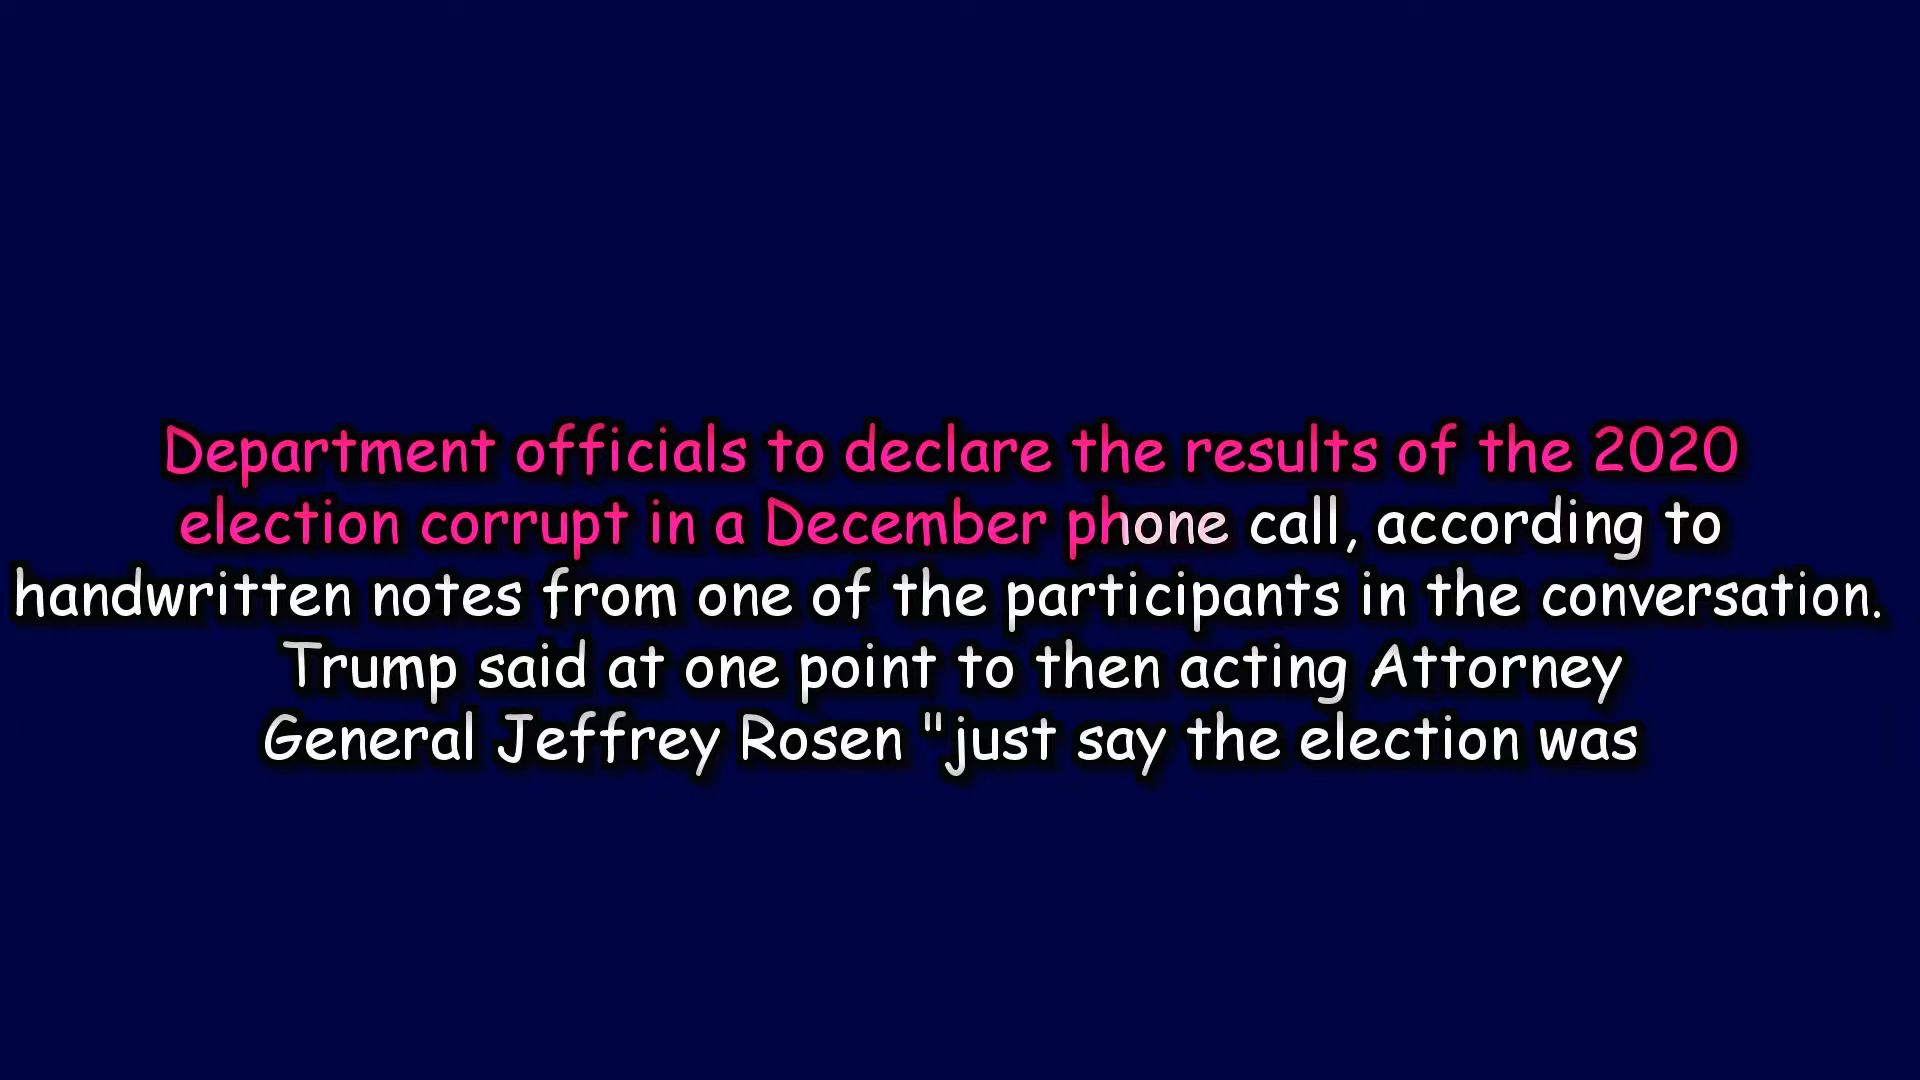 Department officials to declare the results of the 2020
election corrupt in a December phone call, according to
handwritten notes from one of the participants in the conversation.
Trump said at one point to then acting Attorney
General Jeffrey Rosen "just say the election was